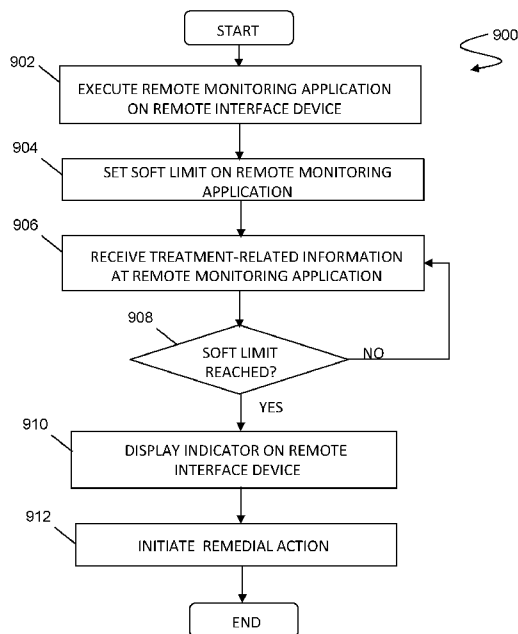 START
900
902
EXECUTE REMOTE MONITORING APPLICATION
ON REMOTE INTERFACE DEVICE
904
SET SOFT LIMIT ON REMOTE MONITORING
APPLICATION
906
RECEIVE TREATMENT-RELATED INFORMATION
AT REMOTE MONITORING APPLICATION
908
SOFT LIMIT
REACHED?
NO
YES
910
DISPLAY INDICATOR ON REMOTE
INTERFACE DEVICE
912
INITIATE REMEDIAL ACTION
END